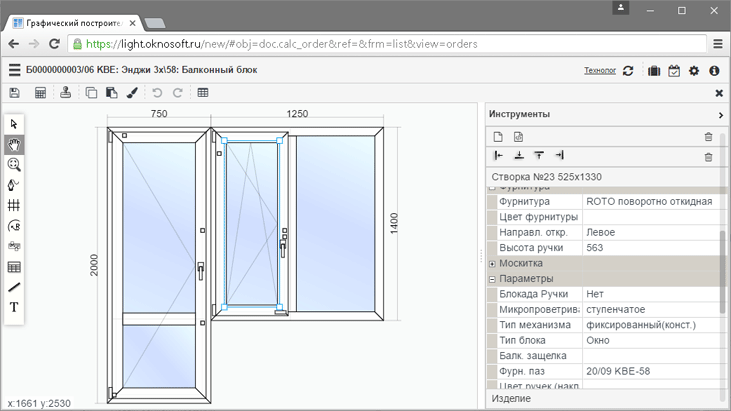 Графический построител
https://light.oknosoft.ru/new/#obj=doc.calc_order&ref=&frm=list&view=orders
Б0000000003/06 KBE: Энджи 3х\58: Балконный блок
Технолог
750
1250
2000
1400
T
x:1661 y:2530
Инструменты
Створка №23 525x1330
Фурнитура
Фурнитура ROTO поворотно откидная
Цвет фурнитуры
Направл. откр. Левое
Высота ручки 563
Москитка
Параметры
Блокада Ручки Нет
Микропроветрива ступенчатое
Тип механизма фиксированный(конст.)
Тип блока Окно
Балк. защелка
Фурн. паз 20/09 KBE-58
Цвет ручек (накл
Изделие